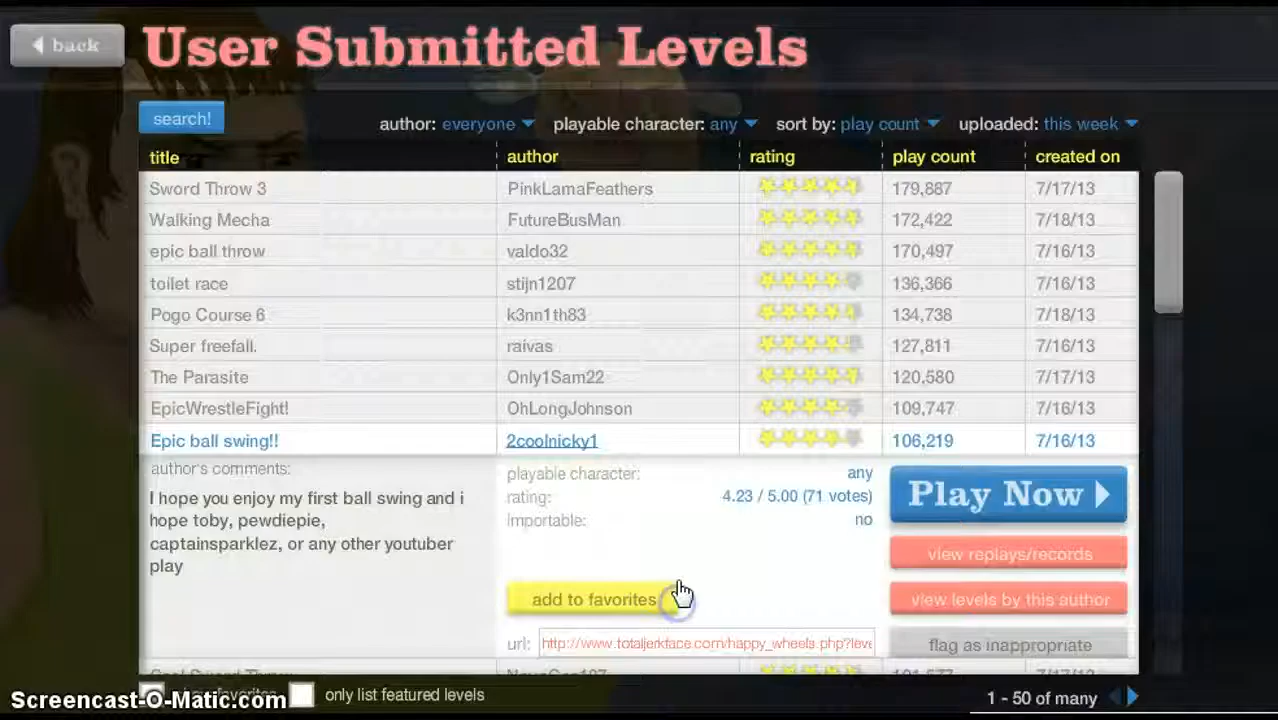 back
User Submitted Levels
search!
author: everyone playable character: any sort by: play count uploaded: this week
title author rating play count created on
Sword Throw 3 PinkLamaFeathers 179,887 7/17/13
Walking Mecha FutureBusMan 172,422 7/18/13
epic ball throw valdo32 170,497 7/16/13
toilet race stijn1207 136,366 7/16/13
Pogo Course 6 k3nn1th83 134,738 7/18/13
Super freefall. raivas 127,811 7/16/13
The Parasite Only1Sam22 120,580 7/17/13
EpicWrestleFight! OhLongJohnson 109,747 7/16/13
Epic ball swing!! 2coolnicky1 106,219 7/16/13
author's comments:
I hope you enjoy my first ball swing and i
hope toby, pewdiepie,
captainsparklez, or any other youtuber
play
playable character: any
rating: 4.23 / 5.00 (71 votes)
Importable: no
add to favorites
url: http://www.totaljerkface.com/happy_wheels.php?leve
Play Now
view replays/records
view levels by this author
flag as inappropriate
only list featured levels
1 - 50 of many
Screencast-O-Matic.com